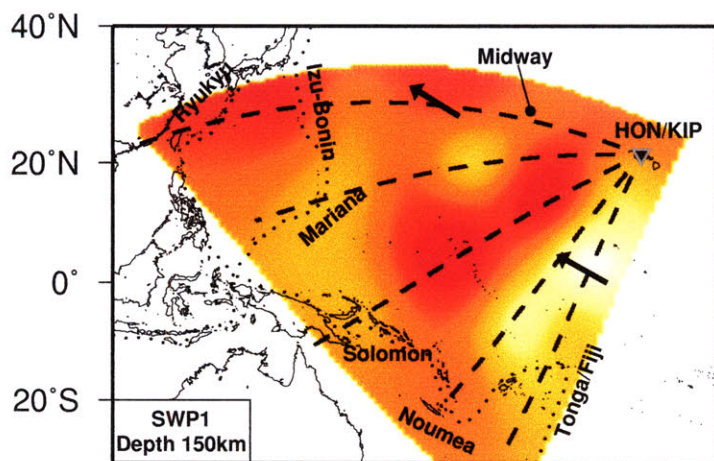 40°N
Midway
Ryukyu
Izu-Bonin
HON/KIP
20°N
Mariana
0°
Solomon
Tonga/Fiji
20°S
Noumea
SWP1
Depth 150km